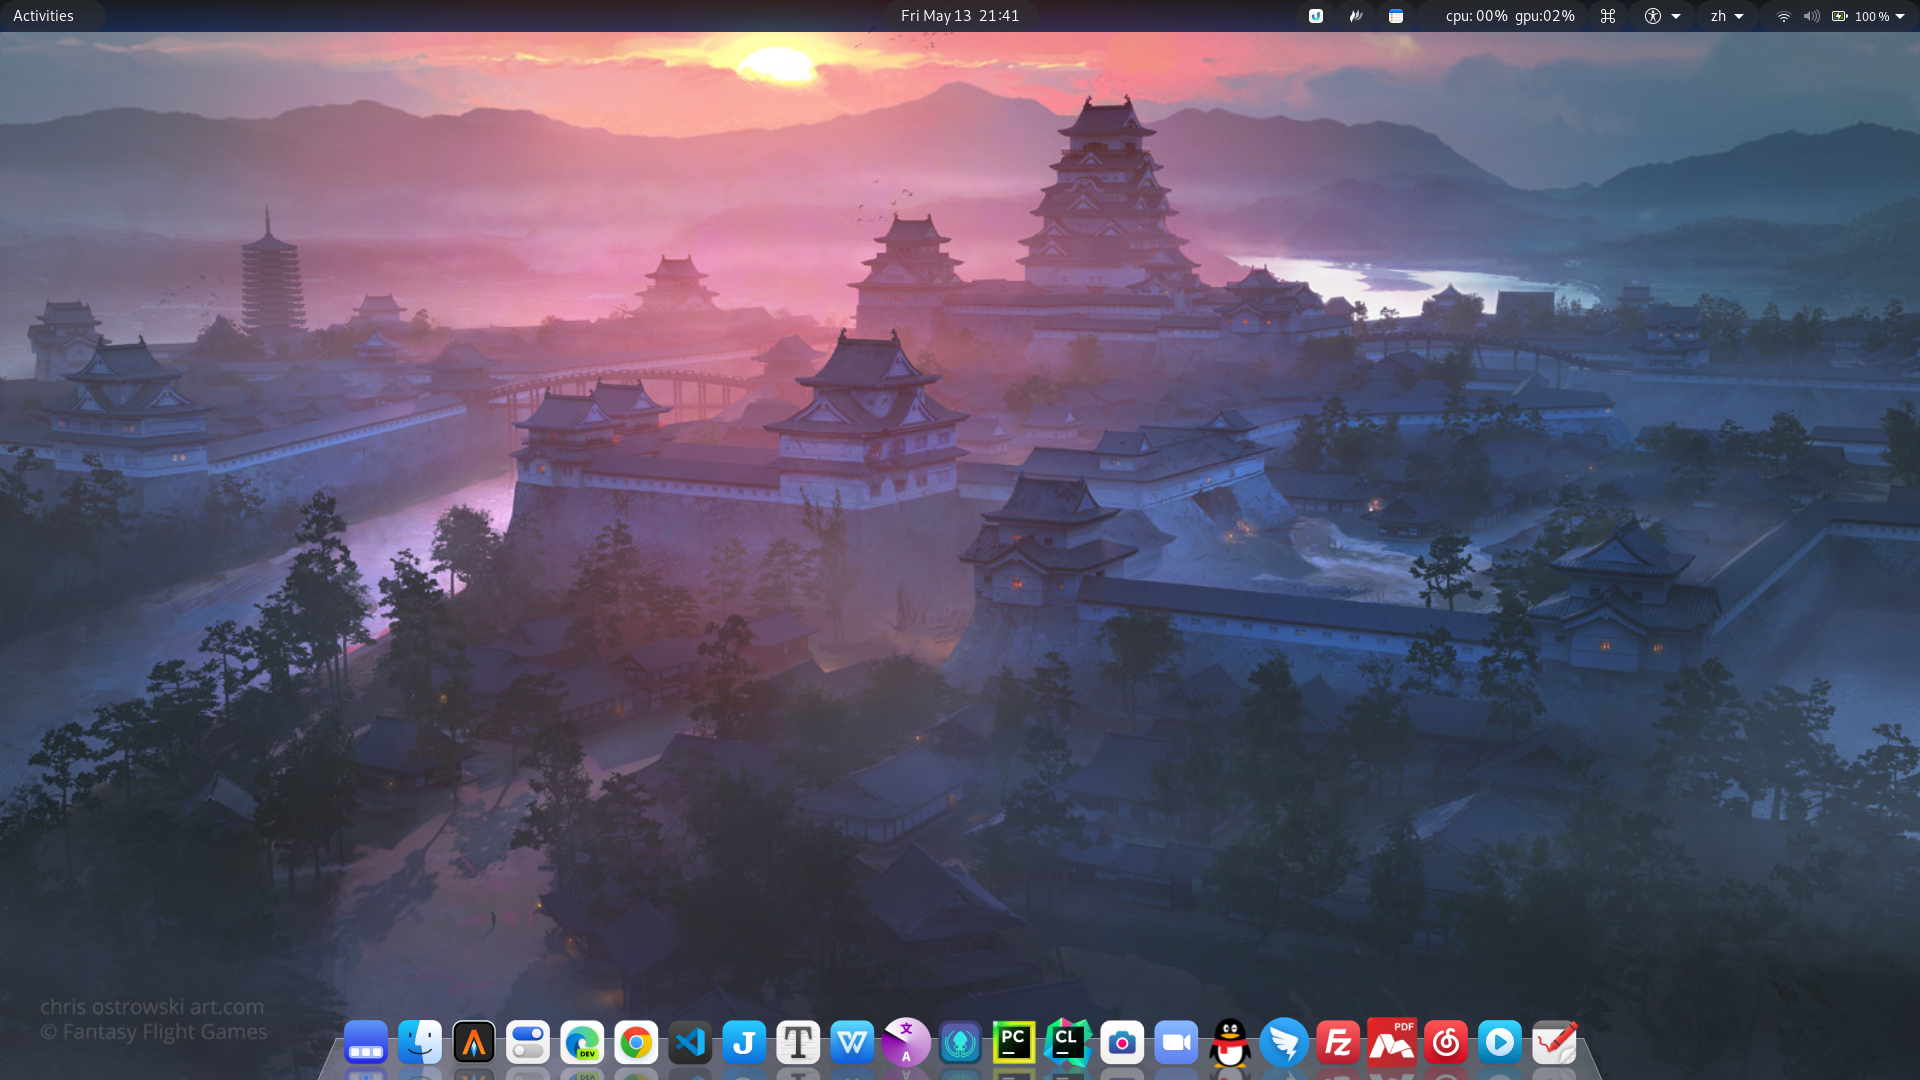 Activities
Fri May 13 21:41
cpu: 00% gpu:02%
zh
100 %
chris ostrowski art.com
© Fantasy Flight Games
DEV
J
T
W
文
A
PC
CL
Fz
PDF